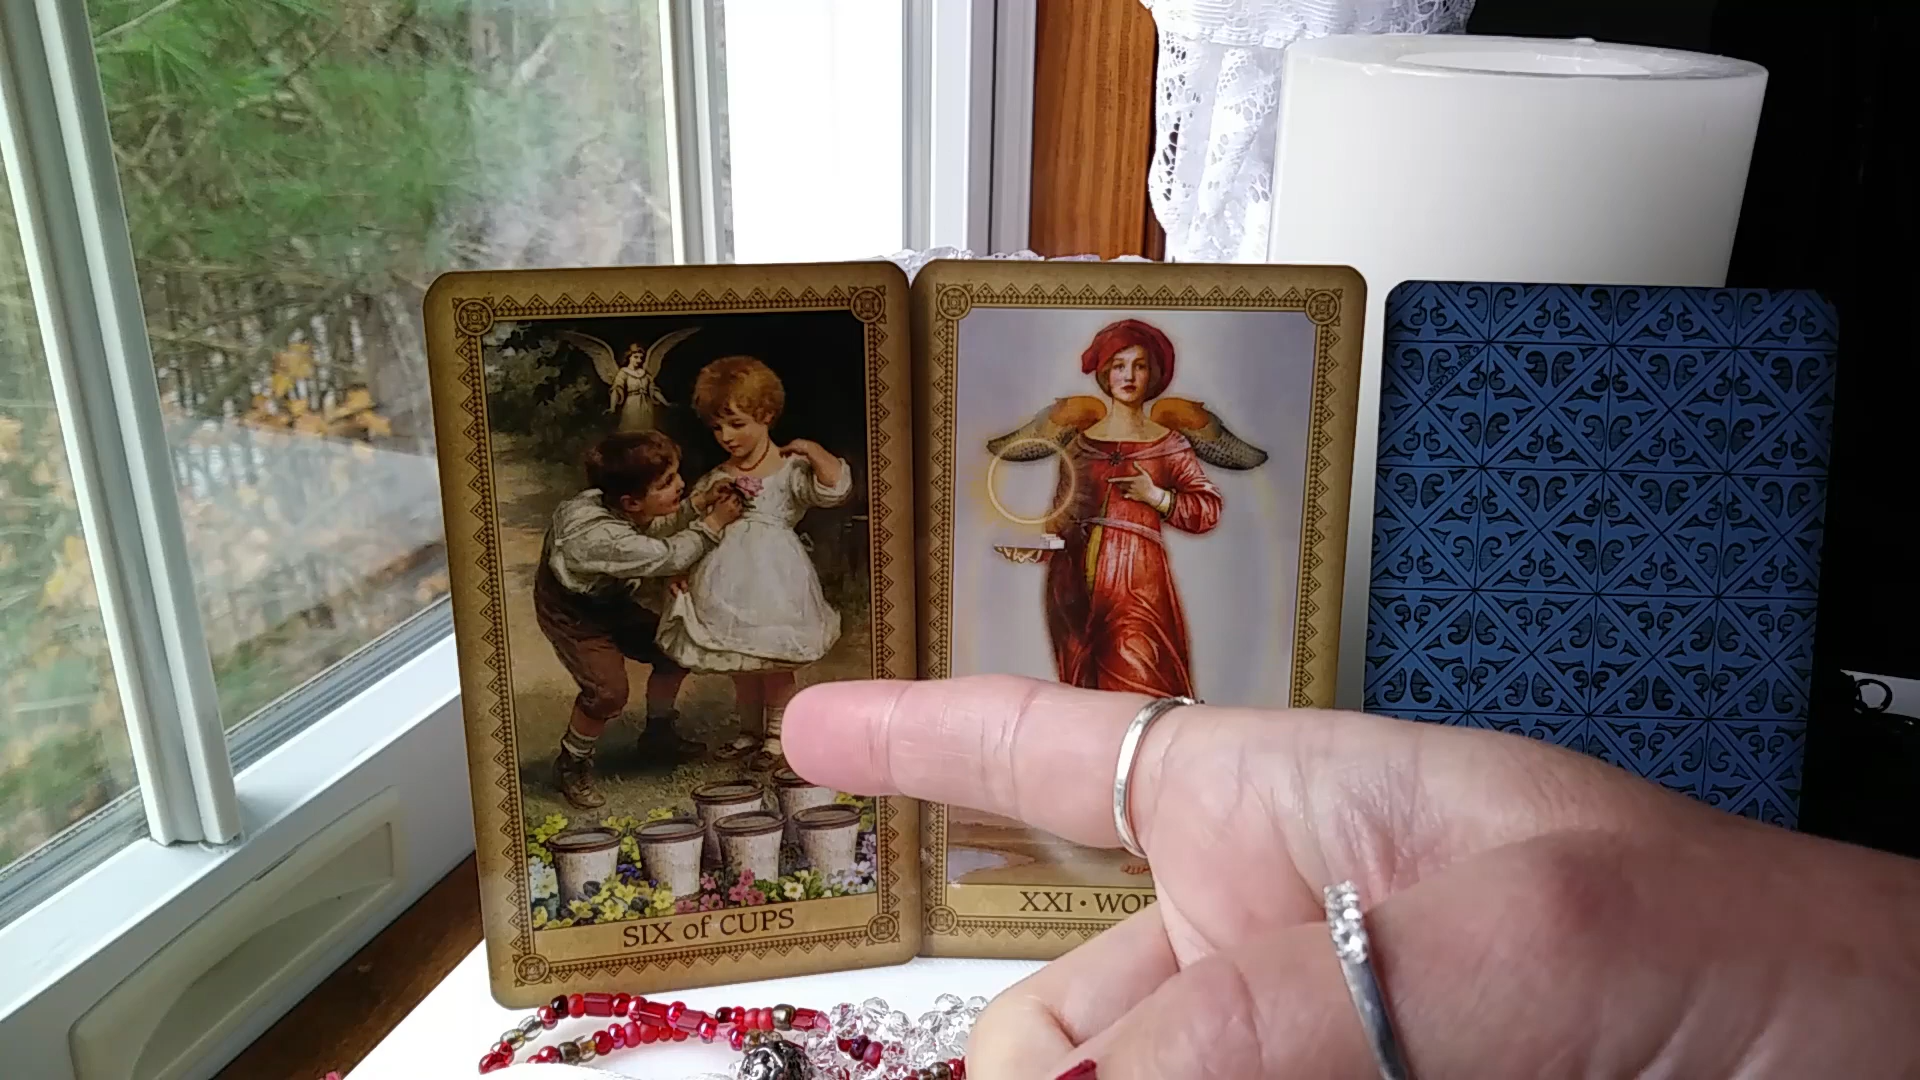 SIX of CUPS
XXI • WO